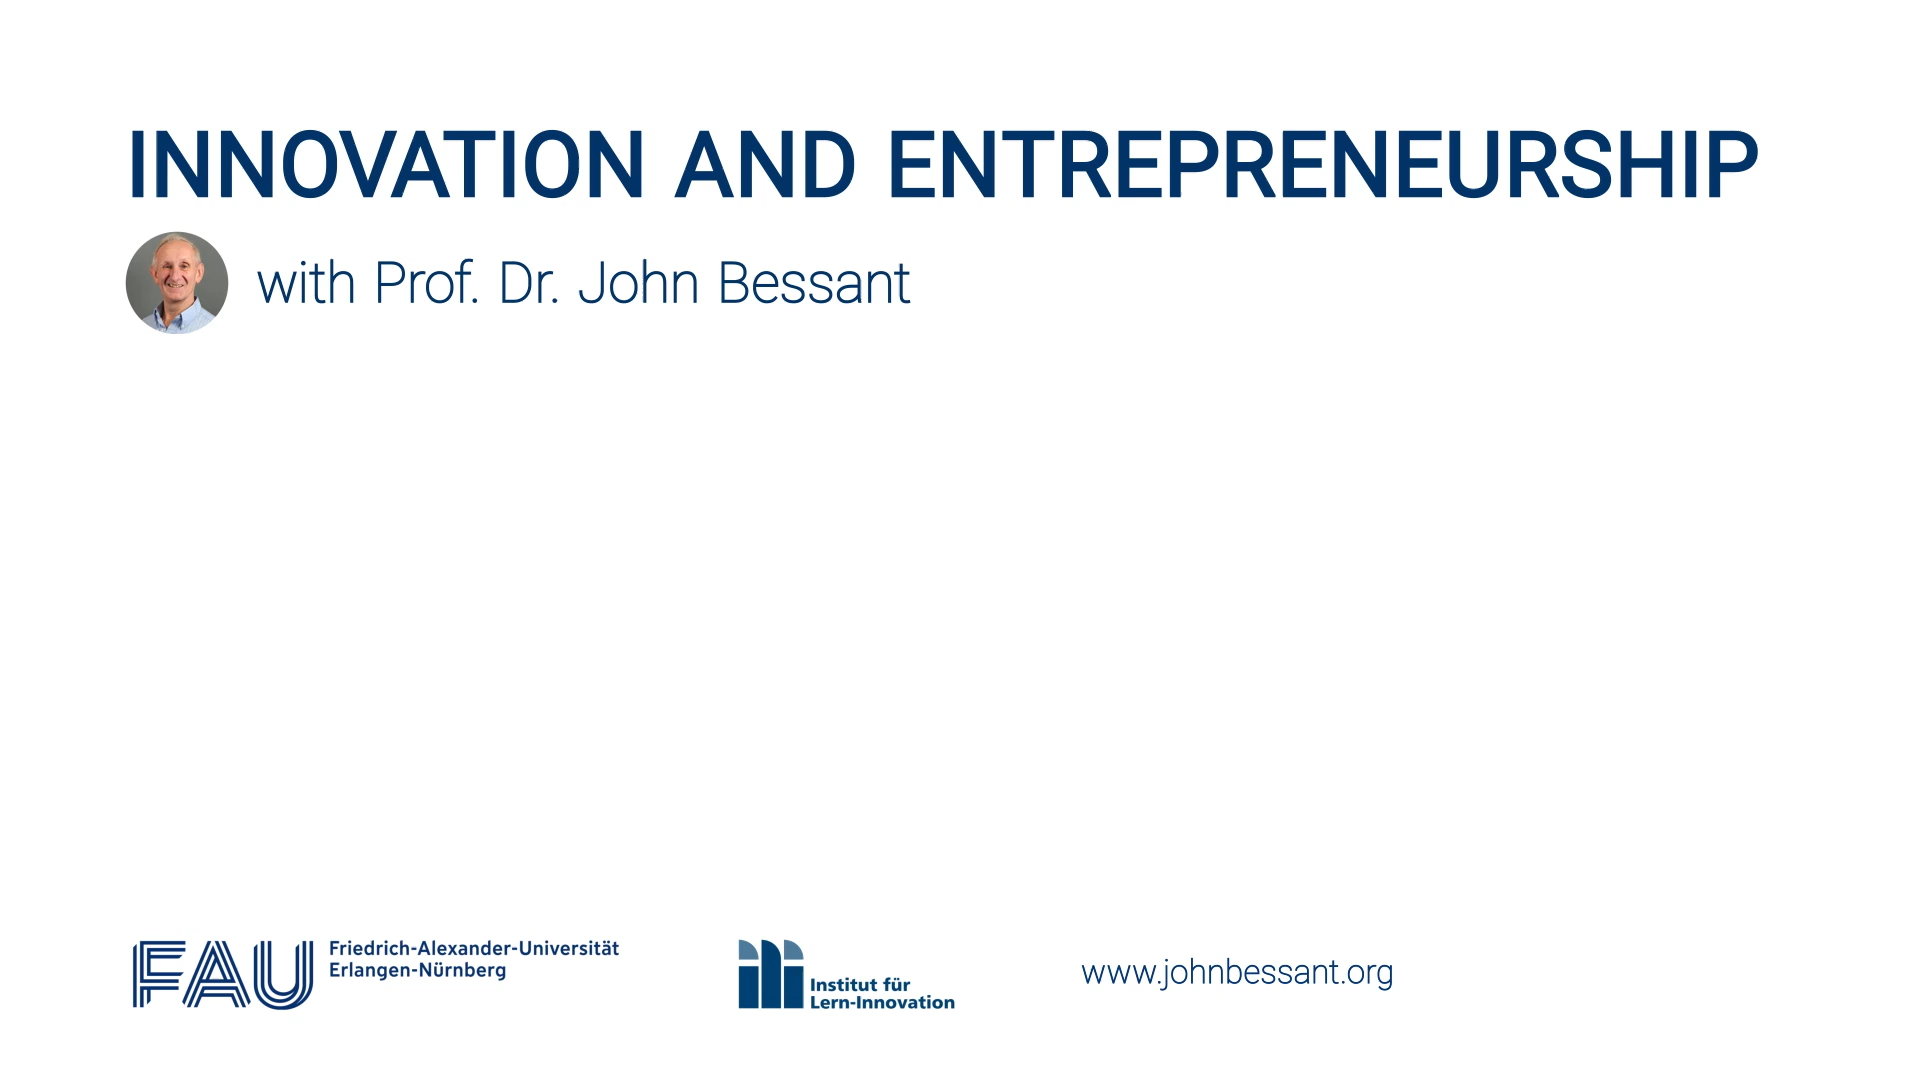 INNOVATION AND ENTREPRENEURSHIP
with Prof. Dr. John Bessant
FAU
Friedrich-Alexander-Universität
Erlangen-Nürnberg
ili
Institut für
Lern-Innovation
www.johnbessant.org